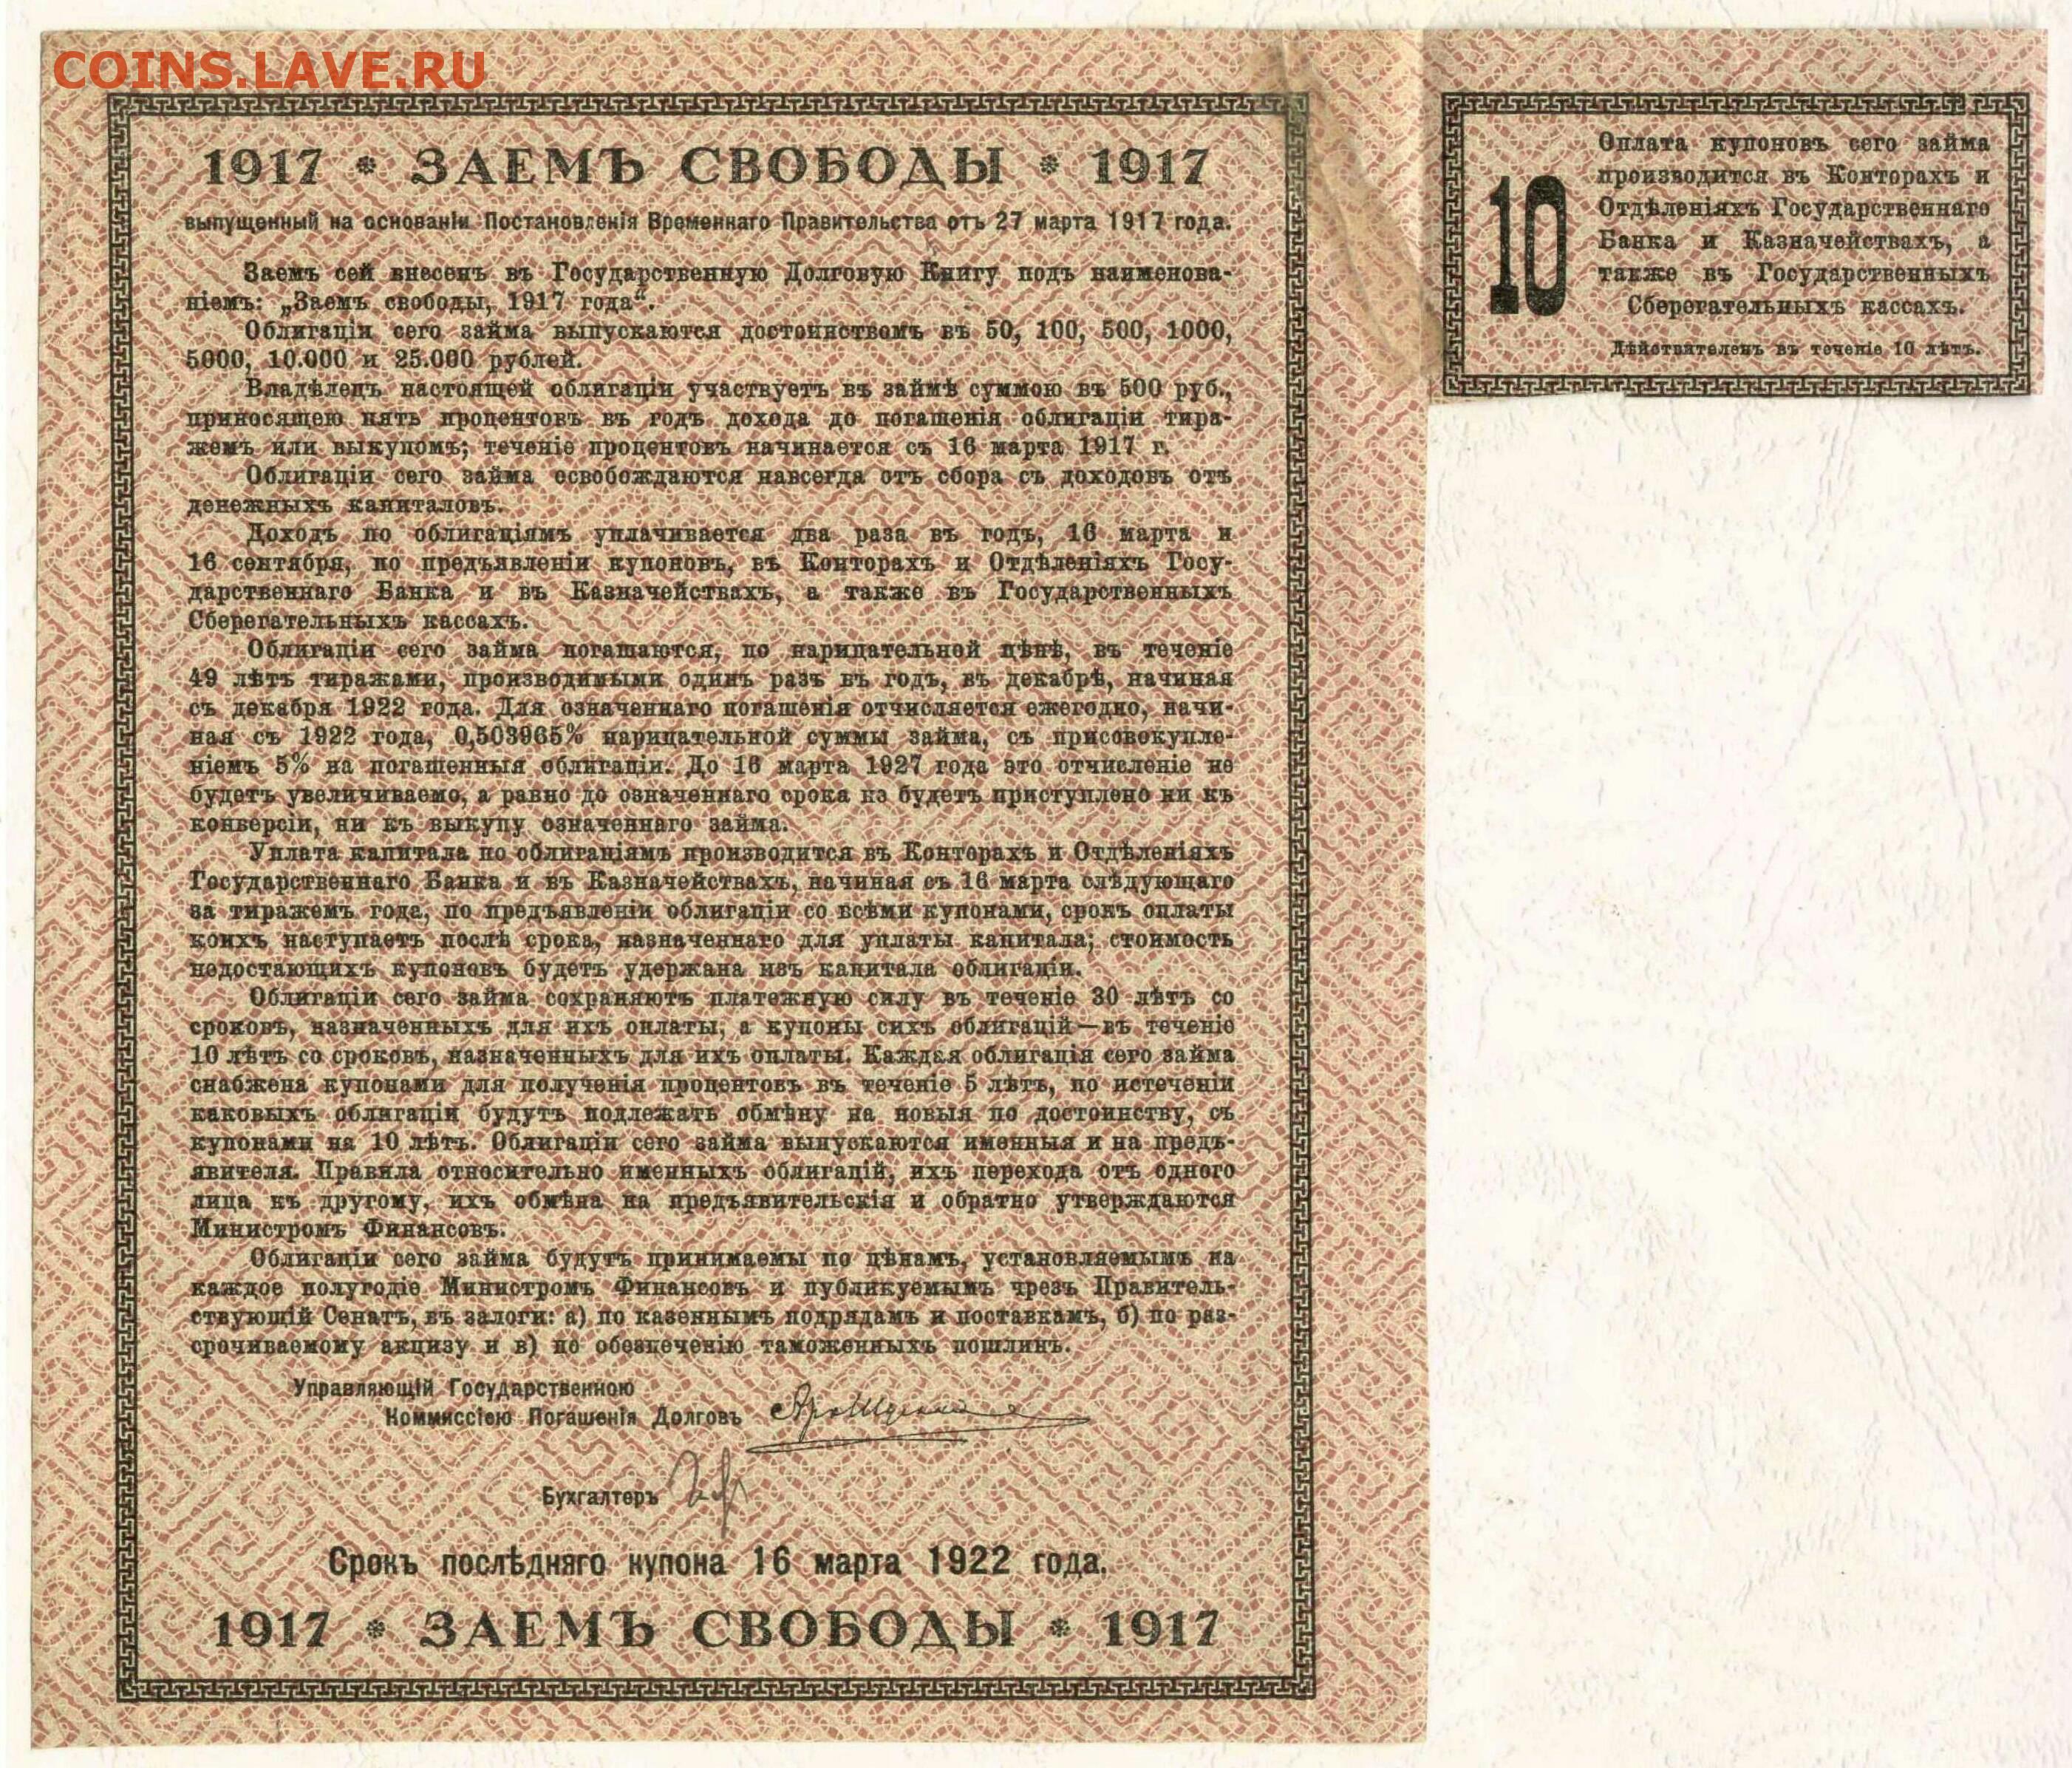 COINS.LAVE.RU
1917 * ЗАЕМЪ СВОБОДЫ * 1917
выпущенный на основаніи Постановленія Временнаго Правительства отъ 27 марта 1917 года.
Заемъ сей внесенъ въ Государственную Долговую Книгу подъ наименова-
ніемъ: „Заемъ свободы, 1917 года“.
Облигаціи сего займа выпускаются достоинствомъ въ 50, 100, 500, 1000,
5000, 10.000 и 25.000 рублей.
Владѣлецъ настоящей облигаціи участвуетъ въ займѣ суммою въ 500 руб.,
приносящею пять процентовъ въ годъ дохода до погашенія облигаціи тира-
жемъ или выкупомъ; теченіе процентовъ начинается съ 16 марта 1917 г.
Облигаціи сего займа освобождаются навсегда отъ сбора съ доходовъ отъ
денежныхъ капиталовъ.
Доходъ по облигаціямъ уплачивается два раза въ годъ, 16 марта и
16 сентября, по предъявленіи купоновъ, въ Конторахъ и Отдѣленіяхъ Госу-
дарственнаго Банка и въ Казначействахъ, а также въ Государственныхъ
Сберегательныхъ кассахъ.
Облигаціи сего займа погашаются, по нарицательной цѣнѣ, въ теченіе
49 лѣтъ тиражами, производимыми одинъ разъ въ годъ, въ декабрѣ, начиная
съ декабря 1922 года. Для означеннаго погашенія отчисляется ежегодно, начи-
ная съ 1922 года, 0,503965% нарицательной суммы займа, съ присовокупле-
ніемъ 5% на погашенныя облигаціи. До 16 марта 1927 года это отчисленіе не
будетъ увеличиваемо, а равно до означеннаго срока не будетъ приступлено ни къ
конверсіи, ни къ выкупу означеннаго займа.
Уплата капитала по облигаціямъ производится въ Конторахъ и Отдѣленіяхъ
Государственнаго Банка и въ Казначействахъ, начиная съ 16 марта слѣдующаго
за тиражемъ года, по предъявленіи облигаціи со всѣми купонами, срокъ оплаты
коихъ наступаетъ послѣ срока, назначеннаго для уплаты капитала; стоимость
недостающихъ купоновъ будетъ удержана изъ капитала облигаціи.
Облигаціи сего займа сохраняютъ платежную силу въ теченіе 30 лѣтъ со
сроковъ, назначенныхъ для ихъ оплаты, а купоны сихъ облигацій—въ теченіе
10 лѣтъ со сроковъ, назначенныхъ для ихъ оплаты. Каждая облигація сего займа
снабжена купонами для полученія процентовъ въ теченіе 5 лѣтъ, по истеченіи
каковыхъ облигаціи будутъ подлежать обмѣну на новыя по достоинству, съ
купонами на 10 лѣтъ. Облигаціи сего займа выпускаются именныя и на предъ-
явителя. Правила относительно именныхъ облигацій, ихъ перехода отъ одного
лица къ другому, ихъ обмѣна на предъявительскія и обратно утверждаются
Министромъ Финансовъ.
Облигаціи сего займа будутъ принимаемы по цѣнамъ, установляемымъ на
каждое полугодіе Министромъ Финансовъ и публикуемымъ чрезъ Правитель-
ствующій Сенатъ, въ залоги: а) по казеннымъ подрядамъ и поставкамъ, б) по раз-
срочиваемому акцизу и в) по обезпеченію таможенныхъ пошлинъ.
Управляющій Государственною
Коммиссіею Погашенія Долговъ
Бухгалтеръ
Срокъ послѣдняго купона 16 марта 1922 года.
1917 * ЗАЕМЪ СВОБОДЫ * 1917
10
Оплата купоновъ сего займа
производится въ Конторахъ и
Отдѣленіяхъ Государственнаго
Банка и Казначействахъ, а
также въ Государственныхъ
Сберегательныхъ кассахъ.
Дѣйствителенъ въ теченіе 10 лѣтъ.